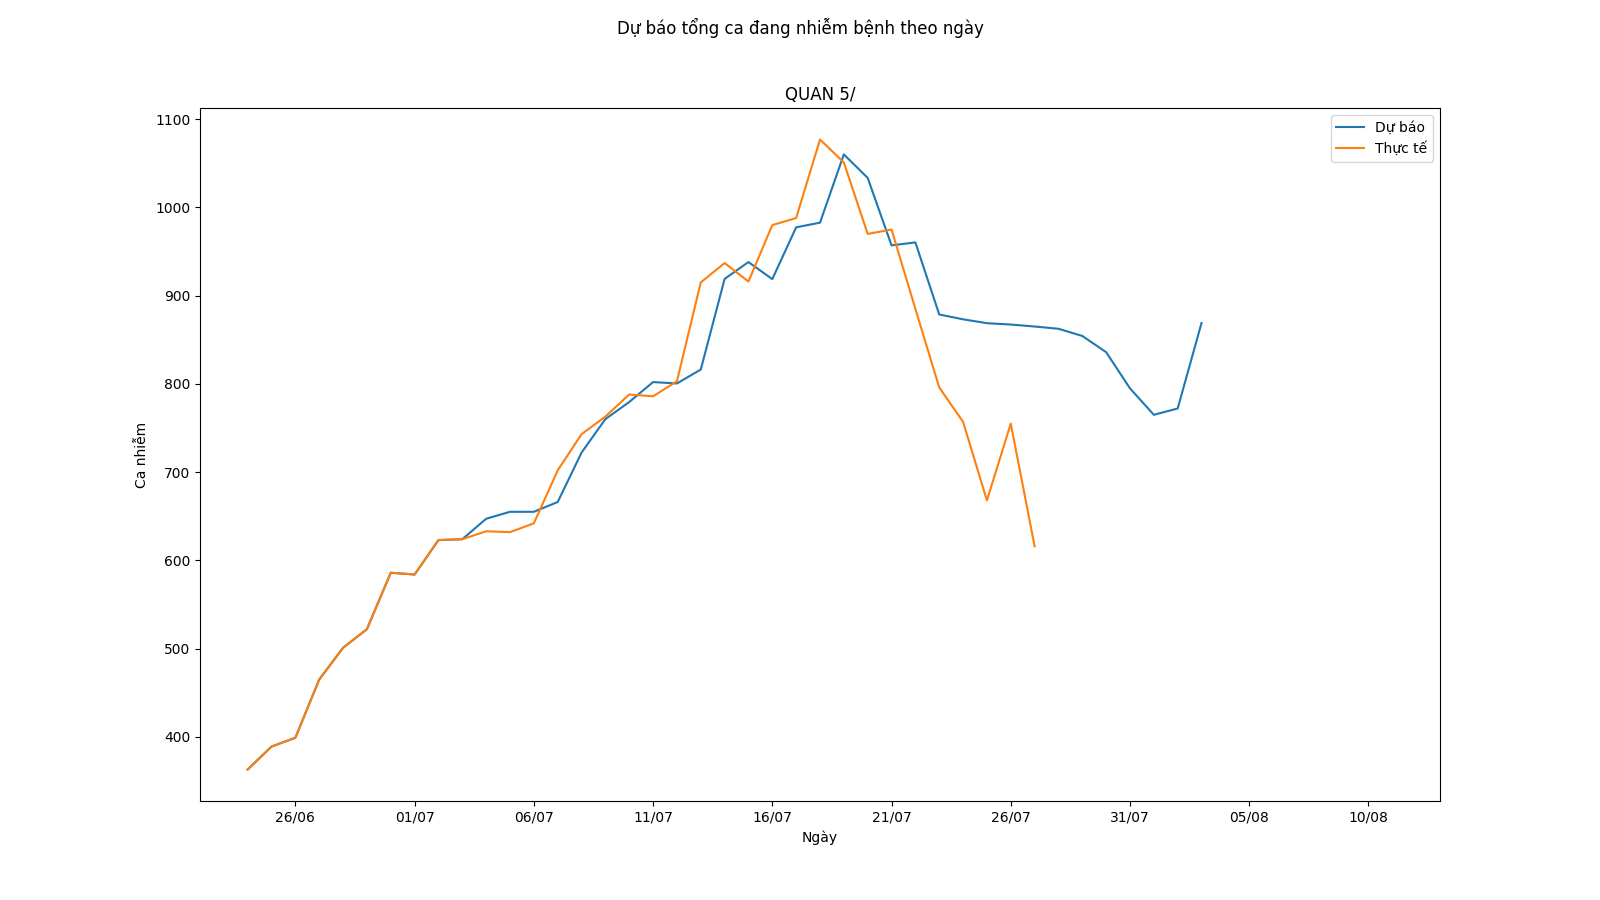 Dự báo tổng ca đang nhiễm bệnh theo ngày
QUAN 5/
Dự báo
Thực tế
1100
1000
900
800
700
600
500
400
Ca nhiễm
26/06 01/07 06/07 11/07 16/07 21/07 26/07 31/07 05/08 10/08
Ngày